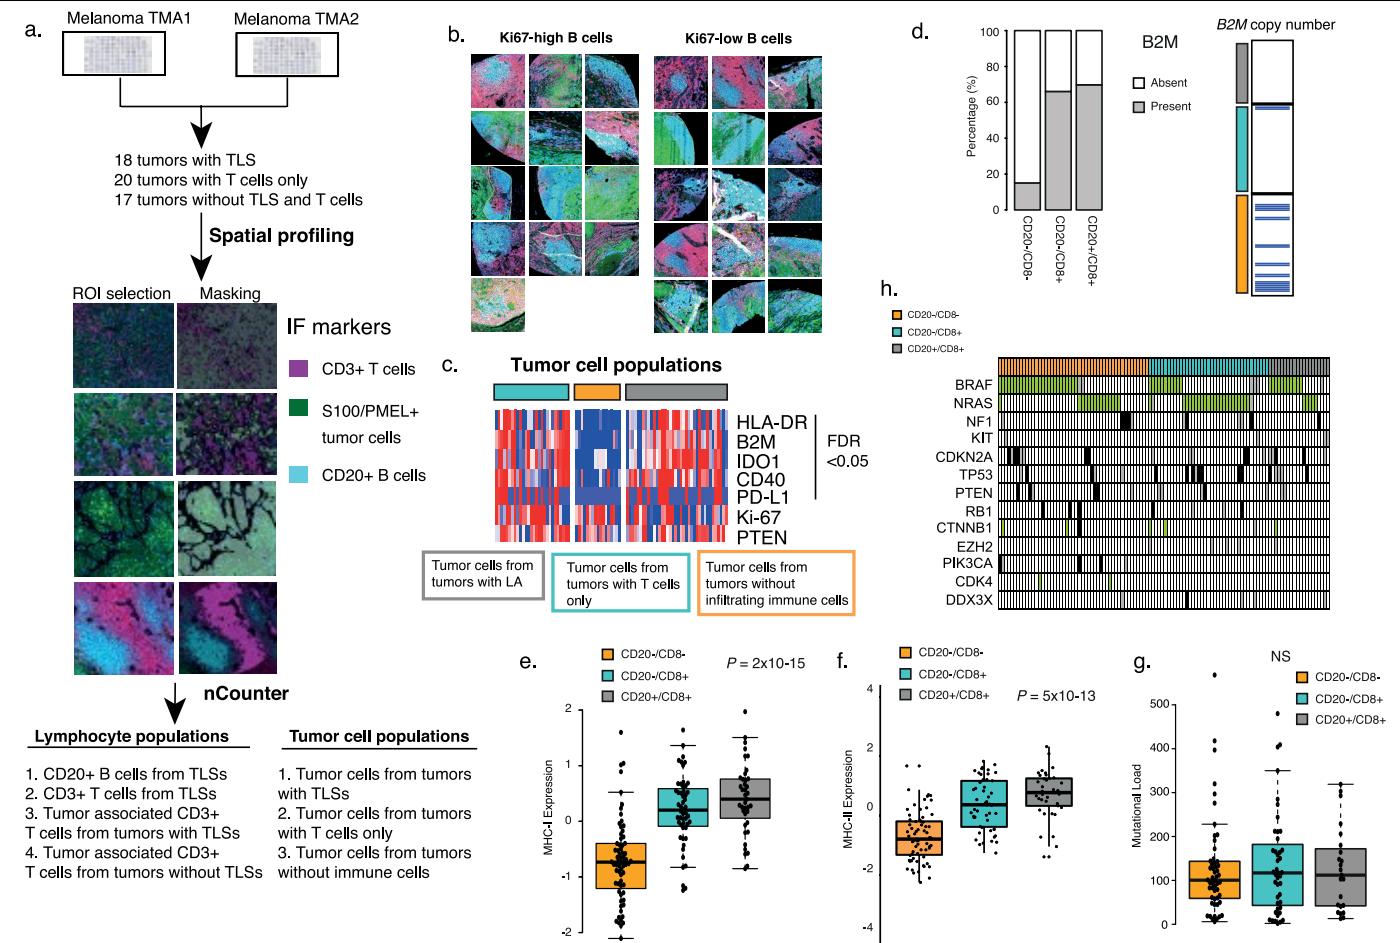 a.
Melanoma TMA1
Melanoma TMA2
18 tumors with TLS
20 tumors with T cells only
17 tumors without TLS and T cells
Spatial profiling
ROI selection
Masking
IF markers
CD3+ T cells
S100/PMEL+
tumor cells
CD20+ B cells
nCounter
Lymphocyte populations
1. CD20+ B cells from TLSs
2. CD3+ T cells from TLSs
3. Tumor associated CD3+
T cells from tumors with TLSs
4. Tumor associated CD3+
T cells from tumors without TLSs
Tumor cell populations
1. Tumor cells from tumors
with TLSs
2. Tumor cells from tumors
with T cells only
3. Tumor cells from tumors
without immune cells
b.
Ki67-high B cells
Ki67-low B cells
c.
Tumor cell populations
HLA-DR
B2M
IDO1
CD40
PD-L1
Ki-67
PTEN
FDR
<0.05
Tumor cells from
tumors with LA
Tumor cells from
tumors with T cells
only
Tumor cells from
tumors without
infiltrating immune cells
d.
Percentage (%)
100
80
60
40
20
0
CD20-/CD8-
CD20-/CD8+
CD20+/CD8+
B2M
Absent
Present
B2M copy number
h.
CD20-/CD8-
CD20-/CD8+
CD20+/CD8+
BRAF
NRAS
NF1
KIT
CDKN2A
TP53
PTEN
RB1
CTNNB1
EZH2
PIK3CA
CDK4
DDX3X
e.
CD20-/CD8-
CD20-/CD8+
CD20+/CD8+
P = 2x10-15
MHC-I Expression
2
1
0
-1
-2
f.
CD20-/CD8-
CD20-/CD8+
CD20+/CD8+
P = 5x10-13
MHC-II Expression
4
2
0
-2
-4
g.
NS
CD20-/CD8-
CD20-/CD8+
CD20+/CD8+
Mutational Load
500
400
300
200
100
0